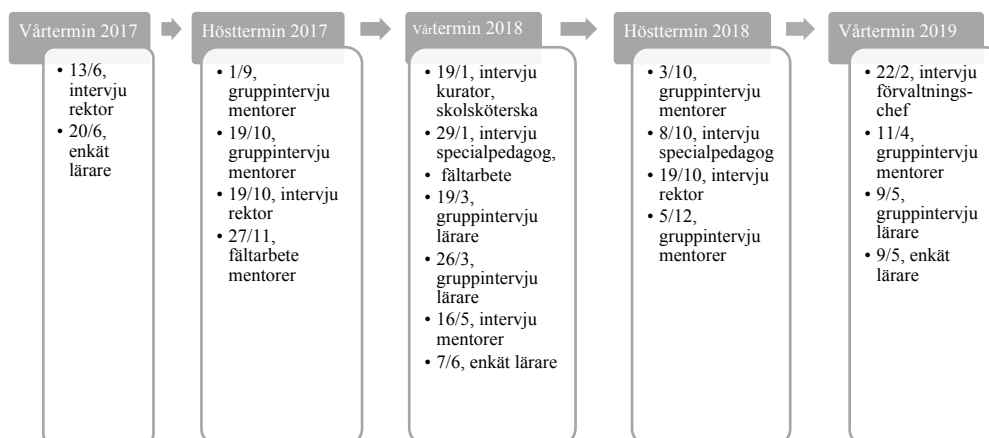 Vårtermin 2017
• 13/6,
intervju
rektor
• 20/6,
enkät
lärare
Hösttermin 2017
• 1/9,
gruppintervju
mentorer
• 19/10,
gruppintervju
mentorer
• 19/10, intervju
rektor
• 27/11,
fältarbete
mentorer
Vårtermin 2018
• 19/1, intervju
kurator,
skolsköterska
• 29/1, intervju
specialpedagog,
• fältarbete
• 19/3,
gruppintervju
lärare
• 26/3,
gruppintervju
lärare
• 16/5, intervju
mentorer
• 7/6, enkät lärare
Hösttermin 2018
• 3/10,
gruppintervju
mentorer
• 8/10, intervju
specialpedagog
• 19/10, intervju
rektor
• 5/12,
gruppintervju
mentorer
Vårtermin 2019
• 22/2, intervju
förvaltnings-
chef
• 11/4,
gruppintervju
mentorer
• 9/5,
gruppintervju
lärare
• 9/5, enkät
lärare